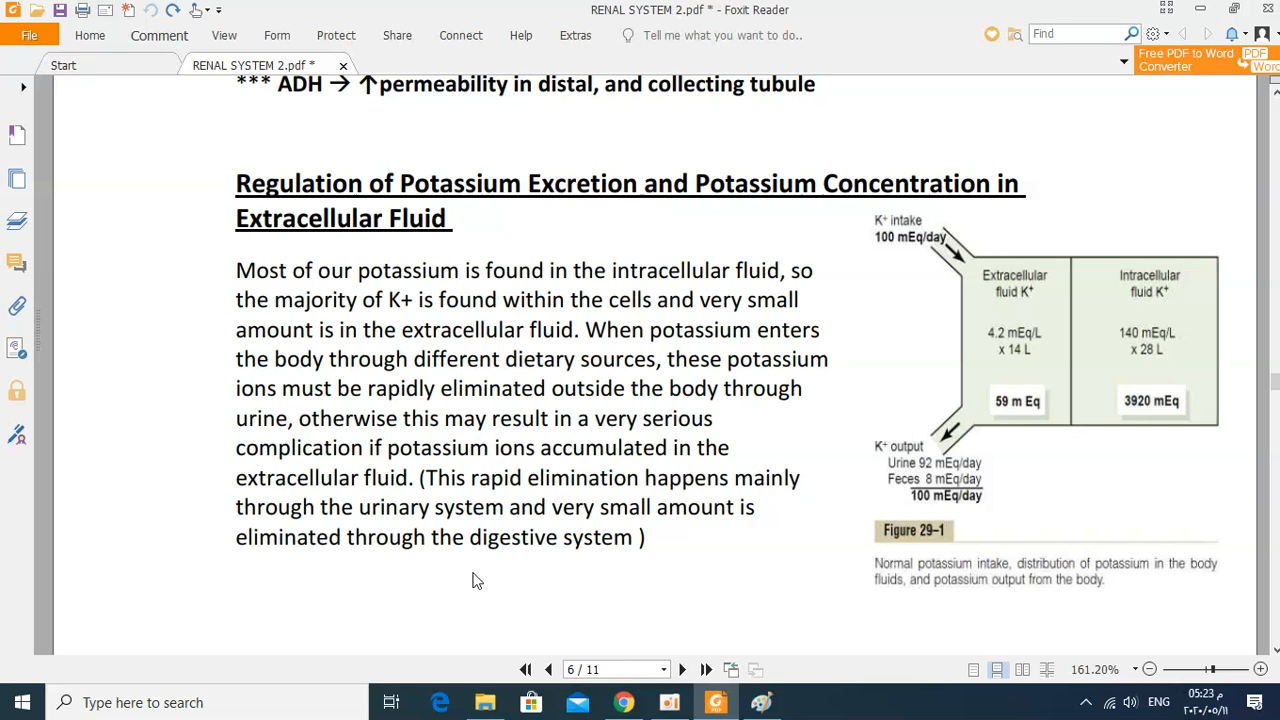 RENAL SYSTEM 2.pdf * - Foxit Reader
File Home Comment View Form Protect Share Connect Help Extras Tell me what you want to do.. Find
Start RENAL SYSTEM 2.pdf *
Free PDF to Word
Converter
PDF
Word
*** ADH → ↑permeability in distal, and collecting tubule
Regulation of Potassium Excretion and Potassium Concentration in
Extracellular Fluid
Most of our potassium is found in the intracellular fluid, so
the majority of K+ is found within the cells and very small
amount is in the extracellular fluid. When potassium enters
the body through different dietary sources, these potassium
ions must be rapidly eliminated outside the body through
urine, otherwise this may result in a very serious
complication if potassium ions accumulated in the
extracellular fluid. (This rapid elimination happens mainly
through the urinary system and very small amount is
eliminated through the digestive system )
K⁺ intake
100 mEq/day
Extracellular
fluid K⁺
4.2 mEq/L
x 14 L
59 m Eq
Intracellular
fluid K⁺
140 mEq/L
x 28 L
3920 mEq
K⁺ output
Urine 92 mEq/day
Feces 8 mEq/day
100 mEq/day
Figure 29–1
Normal potassium intake, distribution of potassium in the body
fluids, and potassium output from the body.
6 / 11
161.20%
Type here to search
ENG
05:23 م
٢٠٢٠/٠٥/١١